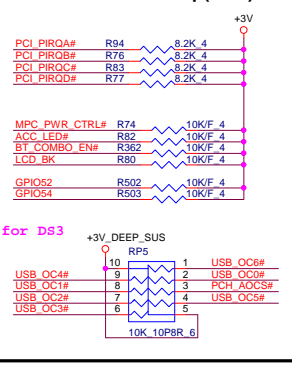 +3V
PCI_PIRQA# R94 8.2K_4
PCI_PIRQB# R76 8.2K_4
PCI_PIRQC# R83 8.2K_4
PCI_PIRQD# R77 8.2K_4
MPC_PWR_CTRL# R74 10K/F_4
ACC_LED# R82 10K/F_4
BT_COMBO_EN# R362 10K/F_4
LCD_BK R80 10K/F_4
GPIO52 R502 10K/F_4
GPIO54 R503 10K/F_4
for DS3
+3V_DEEP_SUS
RP5
10 1 USB_OC6#
USB_OC4# 9 2 USB_OC0#
USB_OC1# 8 3 PCH_AOCS#
USB_OC2# 7 4 USB_OC5#
USB_OC3# 6 5
10K_10P8R_6